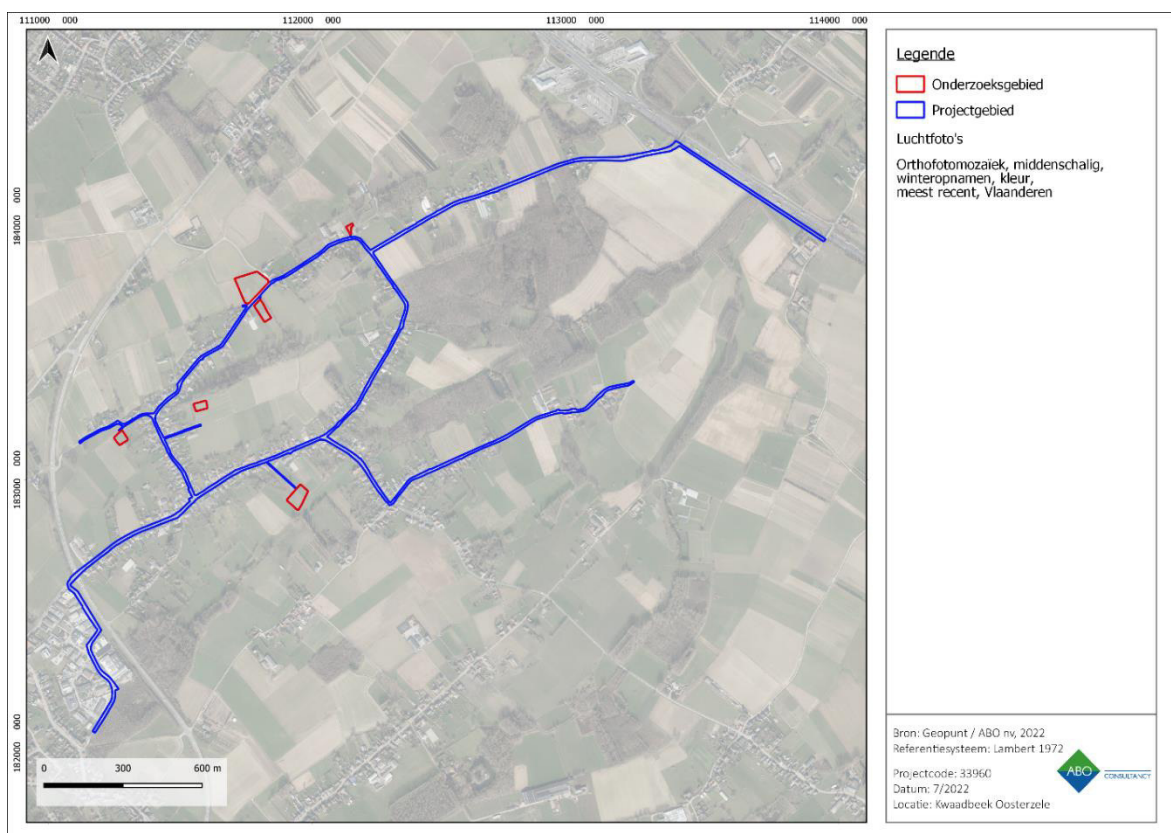 111000 000
112000 000
113000 000
114000 000
184000 000
183000 000
182000 000
0 300 600 m
Legende
Onderzoeksgebied
Projectgebied
Luchtfoto's
Orthofotomozaïek, middenschalig,
winteropnamen, kleur,
meest recent, Vlaanderen
Bron: Geopunt / ABO nv, 2022
Referentiesysteem: Lambert 1972
Projectcode: 33960
Datum: 7/2022
Locatie: Kwaadbeek Oosterzele
ABO
CONSULTANCY